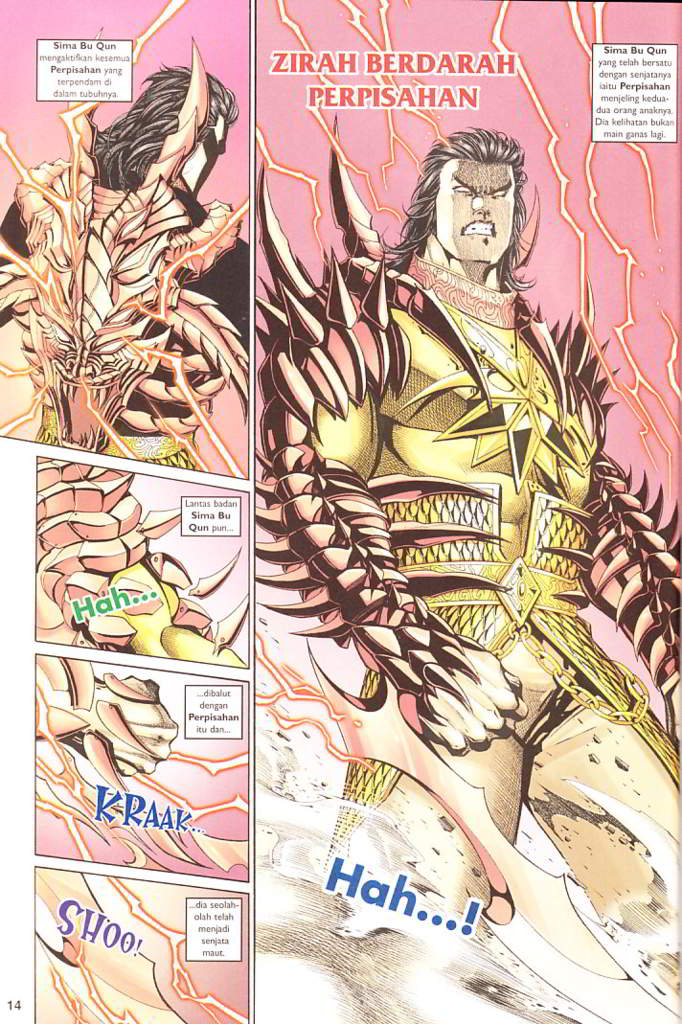 Sima Bu Qun
mengaktifkan kesemua
Perpisahan yang
terpendam di
dalam tubuhnya.
Lantas badan
Sima Bu
Qun pun...
Hah...
...dibalut
dengan
Perpisahan
itu dan...
KRAAK...
...dia seolah-
olah telah
menjadi
senjata
maut.
SHOO!
ZIRAH BERDARAH
PERPISAHAN
Sima Bu Qun
yang telah bersatu
dengan senjatanya
iaitu Perpisahan
menjeling kedua-
dua orang anaknya.
Dia kelihatan bukan
main ganas lagi.
Hah...!
14